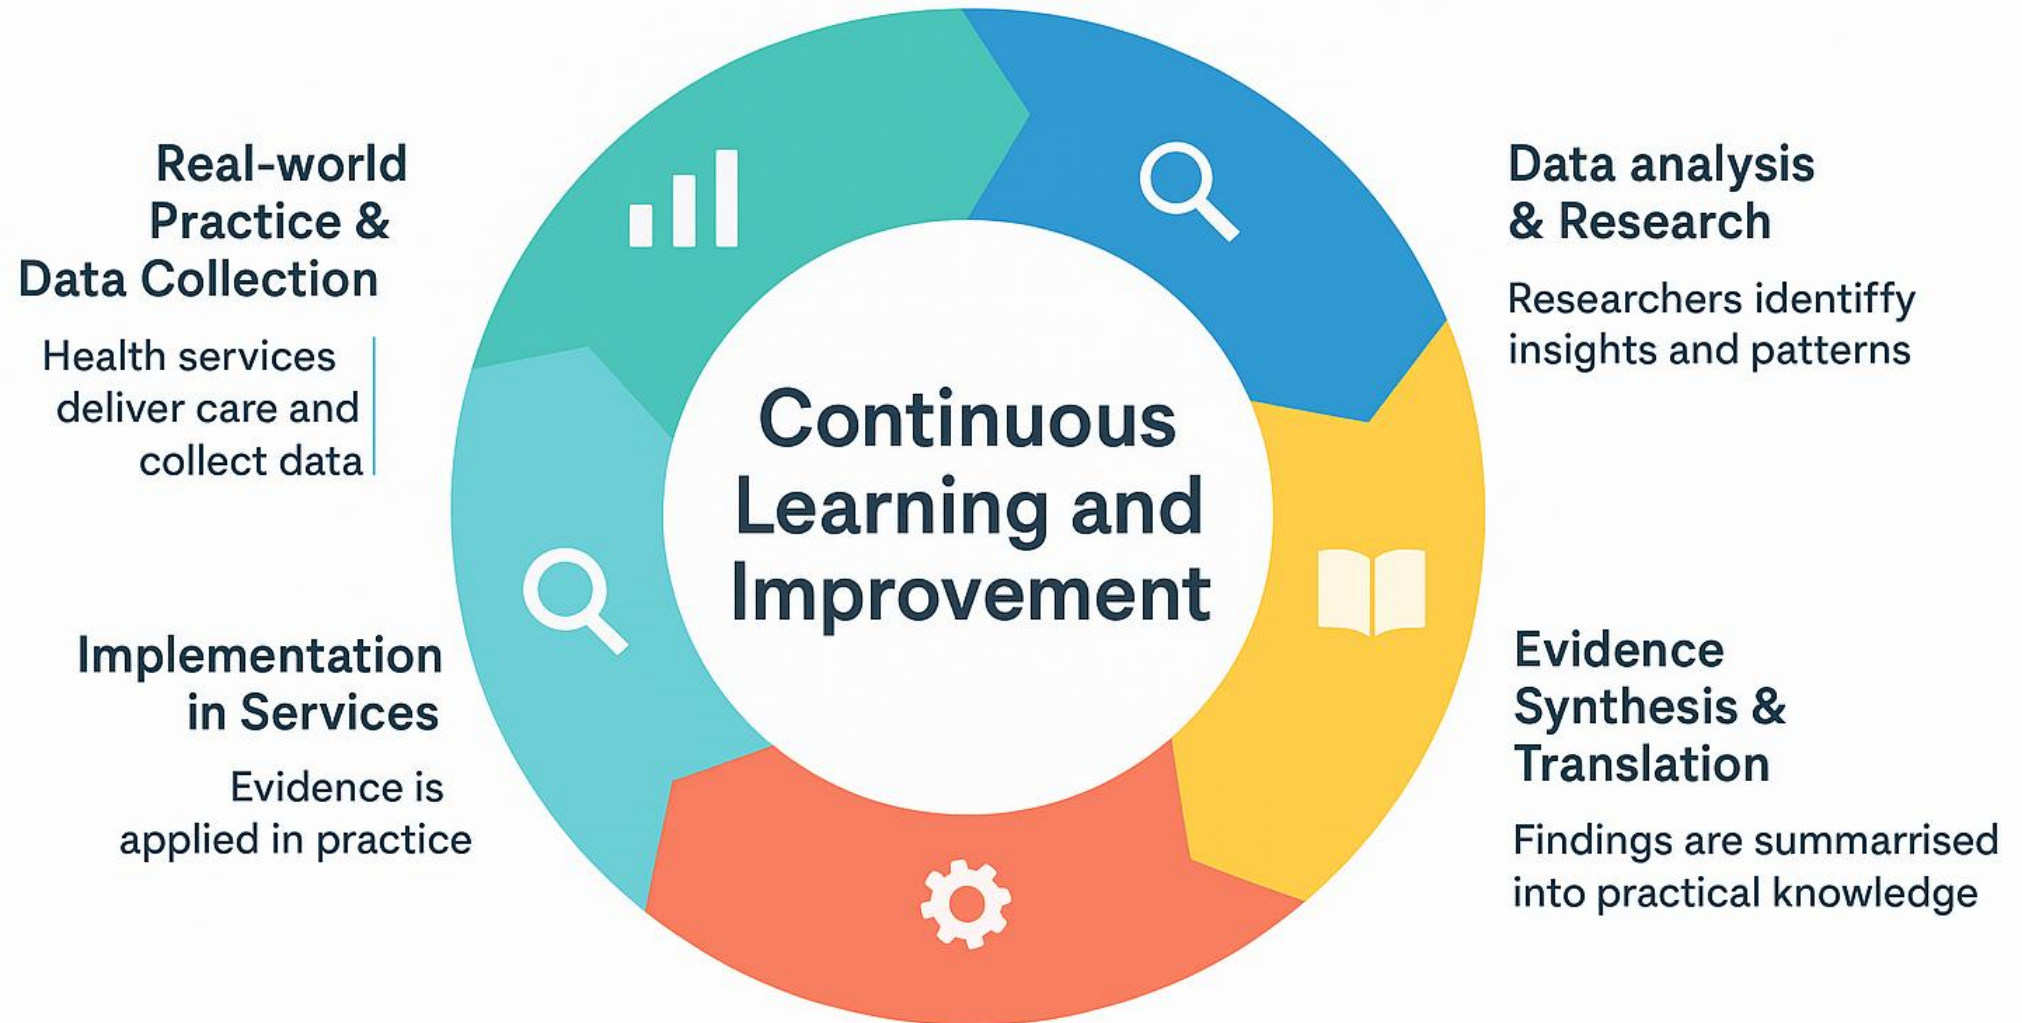 Real-world
Practice &
Data Collection
Health services
deliver care and
collect data
Data analysis
& Research
Researchers identiffy
insights and patterns
Continuous
Learning and
Improvement
Implementation
in Services
Evidence is
applied in practice
Evidence
Synthesis &
Translation
Findings are summarrised
into practical knowledge